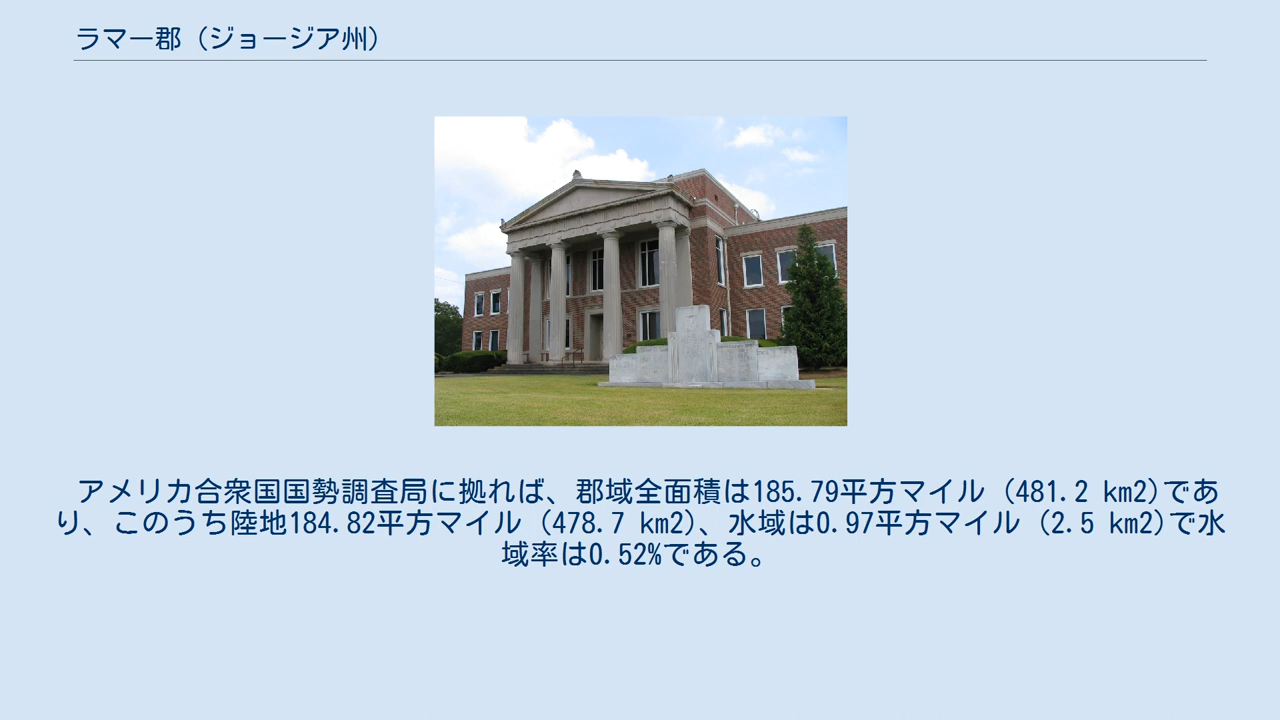 ラマー郡（ジョージア州）
アメリカ合衆国国勢調査局に拠れば、郡域全面積は185.79平方マイル (481.2 km2)であ
り、このうち陸地184.82平方マイル (478.7 km2)、水域は0.97平方マイル (2.5 km2)で水
域率は0.52%である。